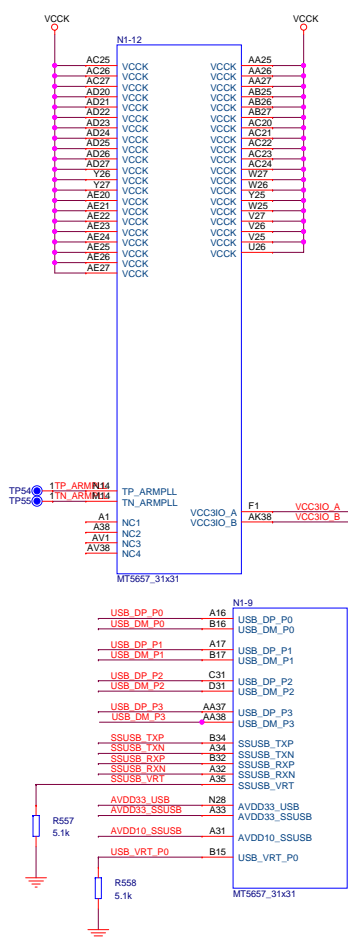 VCCK VCCK
N1-12
AC25 VCCK VCCK AA25
AC26 VCCK VCCK AA26
AC27 VCCK VCCK AA27
AD20 VCCK VCCK AB25
AD21 VCCK VCCK AB26
AD22 VCCK VCCK AB27
AD23 VCCK VCCK AC20
AD24 VCCK VCCK AC21
AD25 VCCK VCCK AC22
AD26 VCCK VCCK AC23
AD27 VCCK VCCK AC24
Y26 VCCK VCCK W27
Y27 VCCK VCCK W26
AE20 VCCK VCCK Y25
AE21 VCCK VCCK W25
AE22 VCCK VCCK V27
AE23 VCCK VCCK V26
AE24 VCCK VCCK V25
AE25 VCCK VCCK U26
AE26 VCCK
AE27 VCCK
TP54 1 TP_ARMPLL N14 TP_ARMPLL
TP55 1 TN_ARMPLL M14 TN_ARMPLL
VCC3IO_A F1 VCC3IO_A
VCC3IO_B AK38 VCC3IO_B
A1 NC1
A38 NC2
AV1 NC3
AV38 NC4
MT5657_31x31
N1-9
USB_DP_P0 A16 USB_DP_P0
USB_DM_P0 B16 USB_DM_P0
USB_DP_P1 A17 USB_DP_P1
USB_DM_P1 B17 USB_DM_P1
USB_DP_P2 C31 USB_DP_P2
USB_DM_P2 D31 USB_DM_P2
USB_DP_P3 AA37 USB_DP_P3
USB_DM_P3 AA38 USB_DM_P3
SSUSB_TXP B34 SSUSB_TXP
SSUSB_TXN A34 SSUSB_TXN
SSUSB_RXP B32 SSUSB_RXP
SSUSB_RXN A32 SSUSB_RXN
SSUSB_VRT A35 SSUSB_VRT
AVDD33_USB N28 AVDD33_USB
AVDD33_SSUSB A33 AVDD33_SSUSB
R557
5.1k
AVDD10_SSUSB A31 AVDD10_SSUSB
USB_VRT_P0 B15 USB_VRT_P0
R558
5.1k
MT5657_31x31